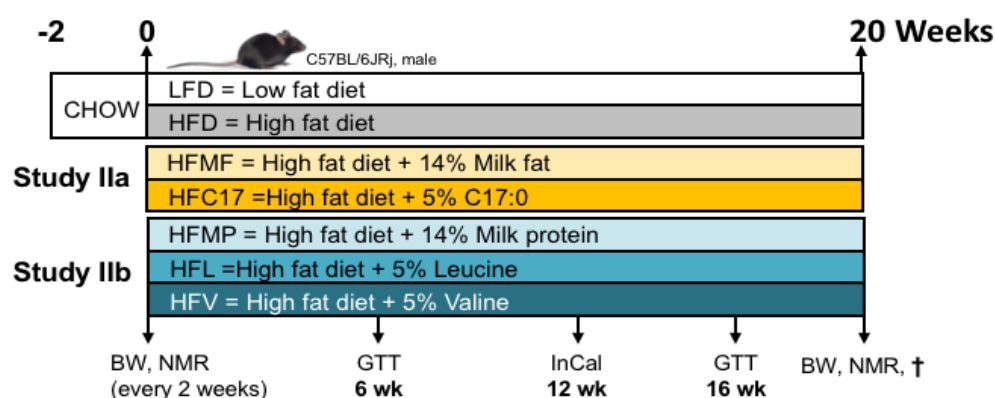 -2
0
20 Weeks
C57BL/6JRj, male
CHOW
LFD = Low fat diet
HFD = High fat diet
Study IIa
HFMF = High fat diet + 14% Milk fat
HFC17 =High fat diet + 5% C17:0
Study IIb
HFMP = High fat diet + 14% Milk protein
HFL =High fat diet + 5% Leucine
HFV = High fat diet + 5% Valine
BW, NMR
(every 2 weeks)
GTT
6 wk
InCal
12 wk
GTT
16 wk
BW, NMR, †